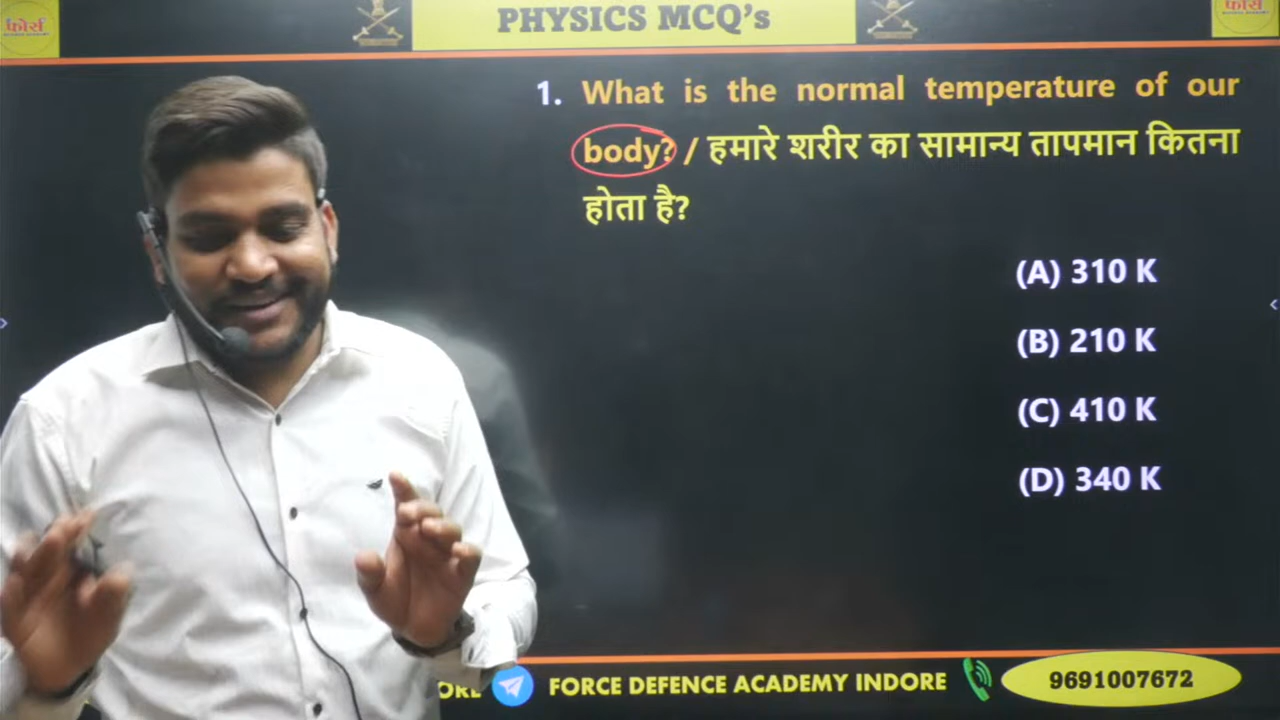 फोर्स
PHYSICS MCQ's
फोर्स
1. What is the normal temperature of our
body? / हमारे शरीर का सामान्य तापमान कितना
होता है?
(A) 310 K
(B) 210 K
(C) 410 K
(D) 340 K
ORE
FORCE DEFENCE ACADEMY INDORE
9691007672